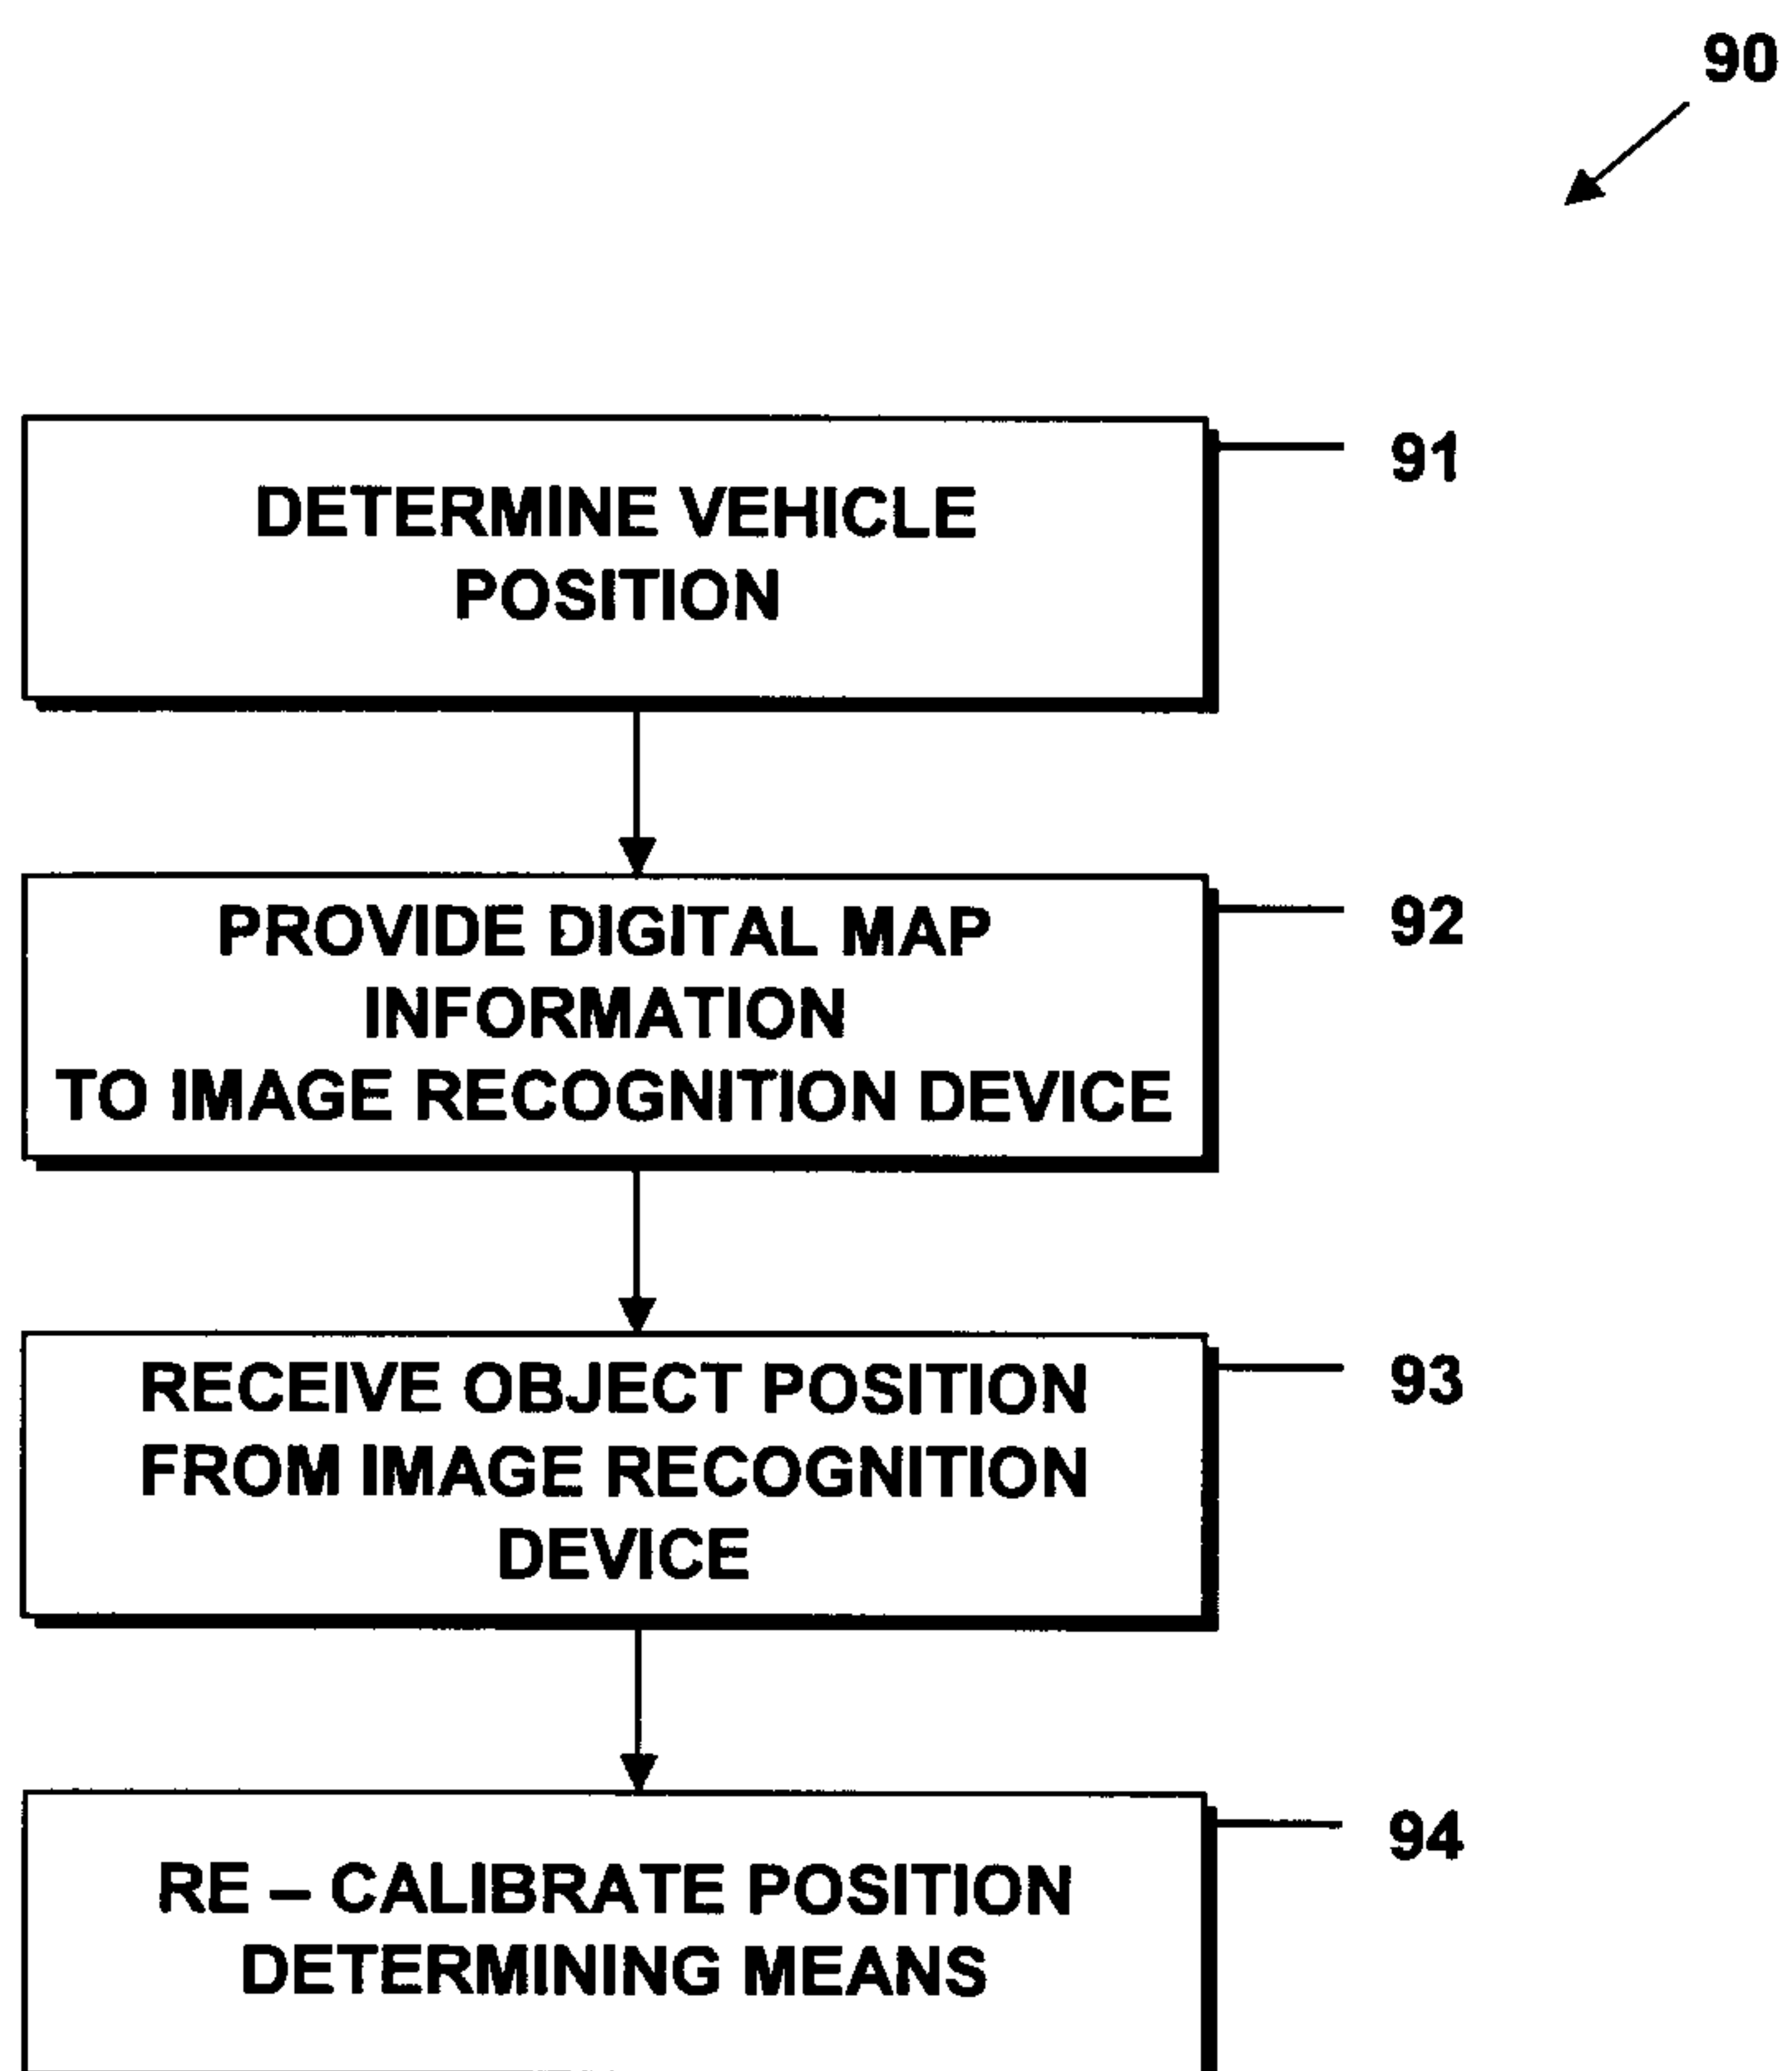 90
DETERMINE VEHICLE
POSITION
91
PROVIDE DIGITAL MAP
INFORMATION
TO IMAGE RECOGNITION DEVICE
92
RECEIVE OBJECT POSITION
FROM IMAGE RECOGNITION
DEVICE
93
RE – CALIBRATE POSITION
DETERMINING MEANS
94